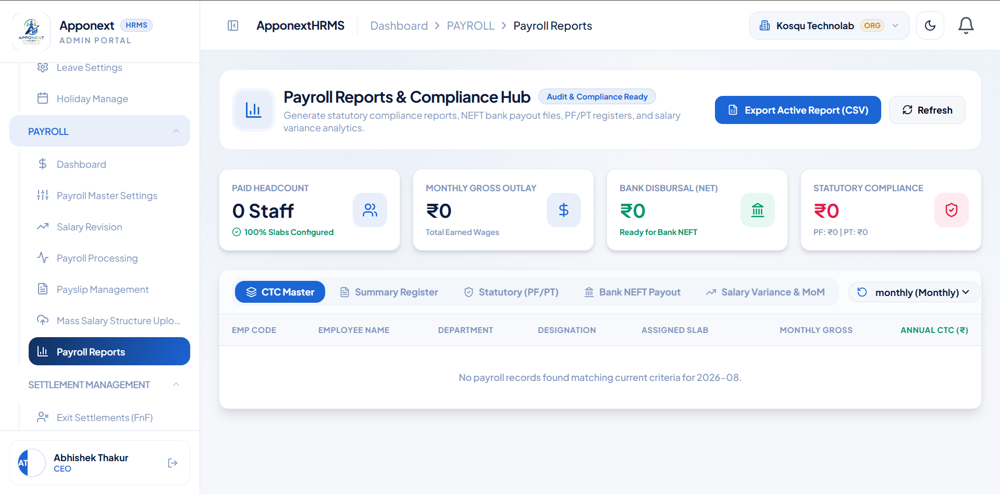 APPONEXT
HRMS
Apponext HRMS
ADMIN PORTAL
Leave Settings
Holiday Manage
PAYROLL
Dashboard
Payroll Master Settings
Salary Revision
Payroll Processing
Payslip Management
Mass Salary Structure Uplo...
Payroll Reports
SETTLEMENT MANAGEMENT
Exit Settlements (FnF)
AT
Abhishek Thakur
CEO
ApponextHRMS Dashboard > PAYROLL > Payroll Reports
Kosqu Technolab ORG
Payroll Reports & Compliance Hub Audit & Compliance Ready
Generate statutory compliance reports, NEFT bank payout files, PF/PT registers, and salary
variance analytics.
Export Active Report (CSV) Refresh
PAID HEADCOUNT
0 Staff
100% Slabs Configured
MONTHLY GROSS OUTLAY
₹0
Total Earned Wages
BANK DISBURSAL (NET)
₹0
Ready for Bank NEFT
STATUTORY COMPLIANCE
₹0
PF: ₹0 | PT: ₹0
CTC Master Summary Register Statutory (PF/PT) Bank NEFT Payout Salary Variance & MoM monthly (Monthly)
EMP CODE EMPLOYEE NAME DEPARTMENT DESIGNATION ASSIGNED SLAB MONTHLY GROSS ANNUAL CTC (₹)
No payroll records found matching current criteria for 2026-08.